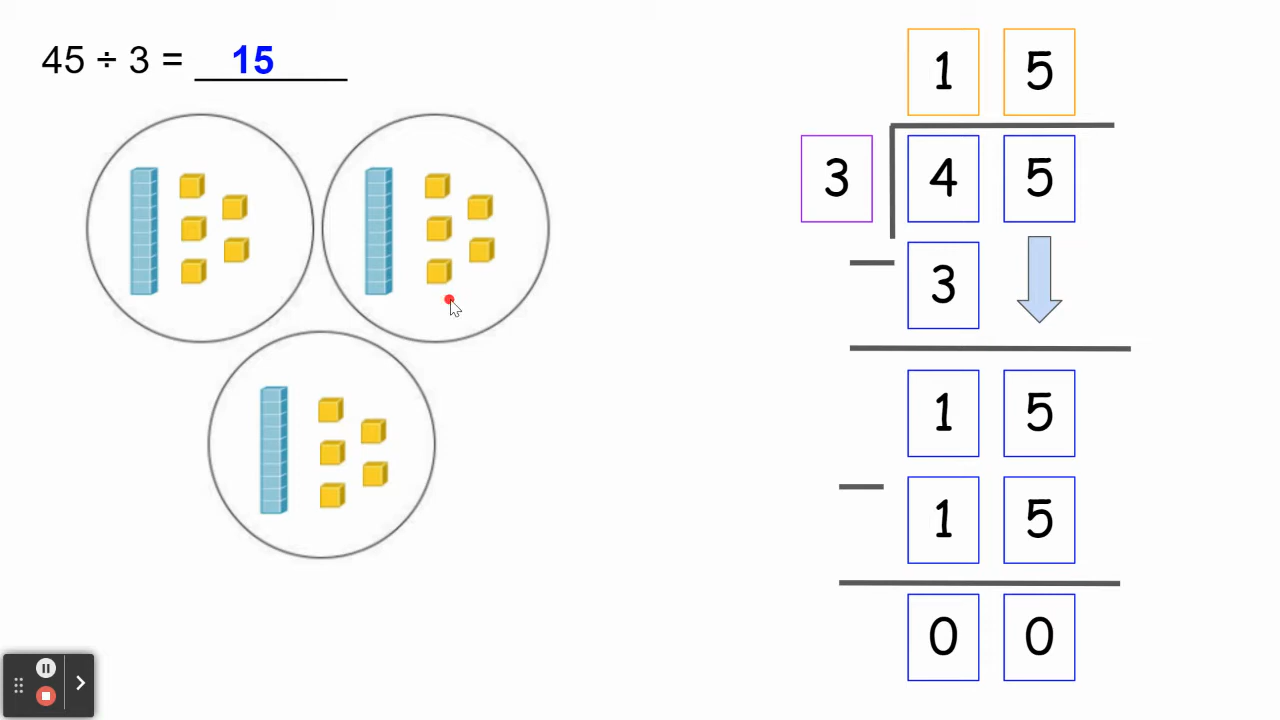 45 ÷ 3 = 15
1 5
3 4 5
— 3
1 5
— 1 5
0 0